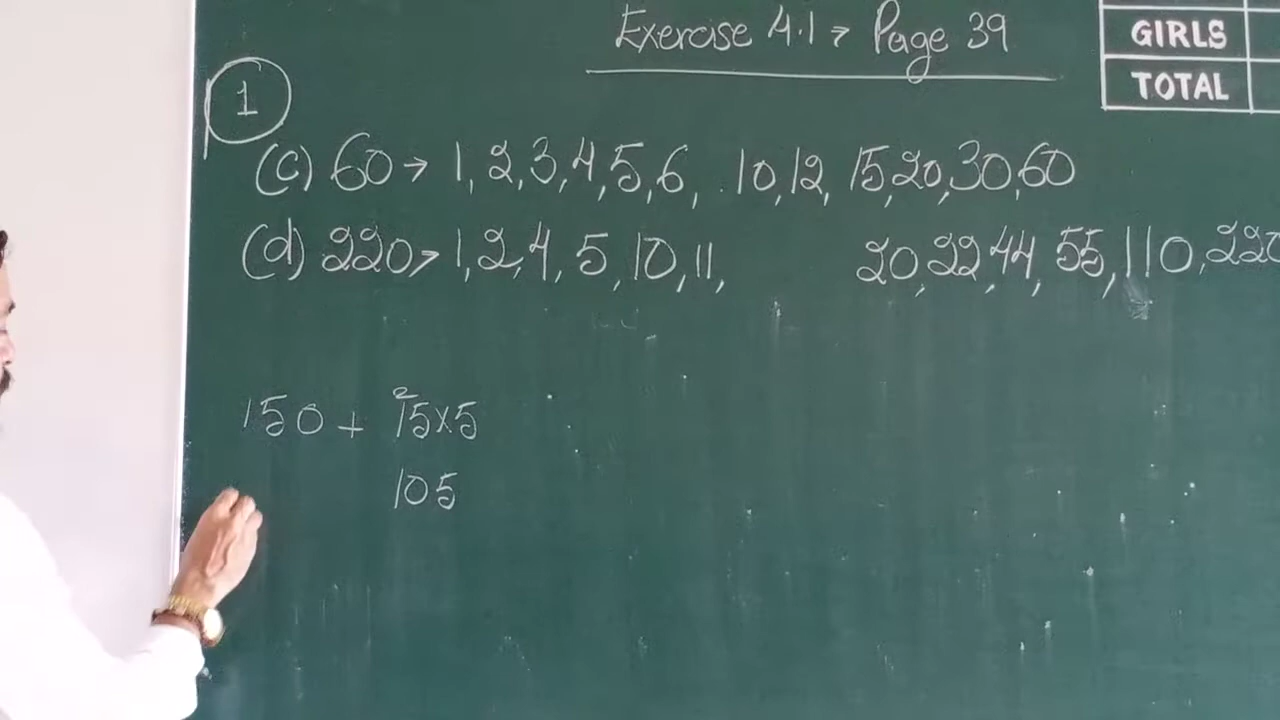 Exercise 4.1 → Page 39
GIRLS
TOTAL
1
(c) 60 → 1, 2, 3, 4, 5, 6, 10, 12, 15, 20, 30, 60
(d) 220 → 1, 2, 4, 5, 10, 11, 20, 22, 44, 55, 110, 220
2
150 + 15x5
105